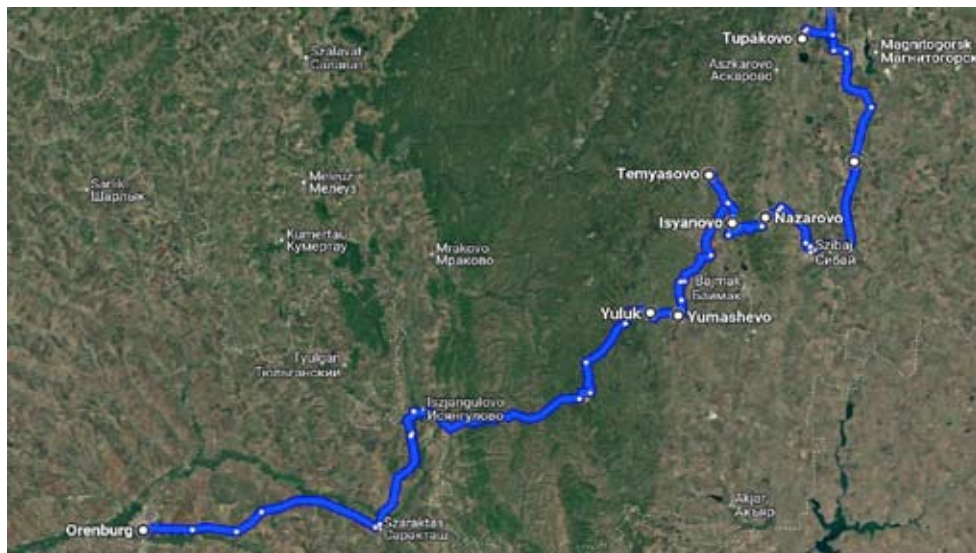 Tupakovo
Magnitogorsk
Магнитогорск
Szalavat
Салават
Aszkarovo
Аскарово
Temyasovo
Meleuz
Мелеуз
Sarlik
Шарлык
Isyanovo
Nazarovo
Kumertau
Кумертау
Mrakovo
Мраково
Szibaj
Сибай
Bajmak
Баймак
Yuluk
Yumashevo
Tyulgan
Тюльганский
Iszjangulovo
Исянгулово
Akjar
Акъяр
Orenburg
Szaraktas
Саракташ